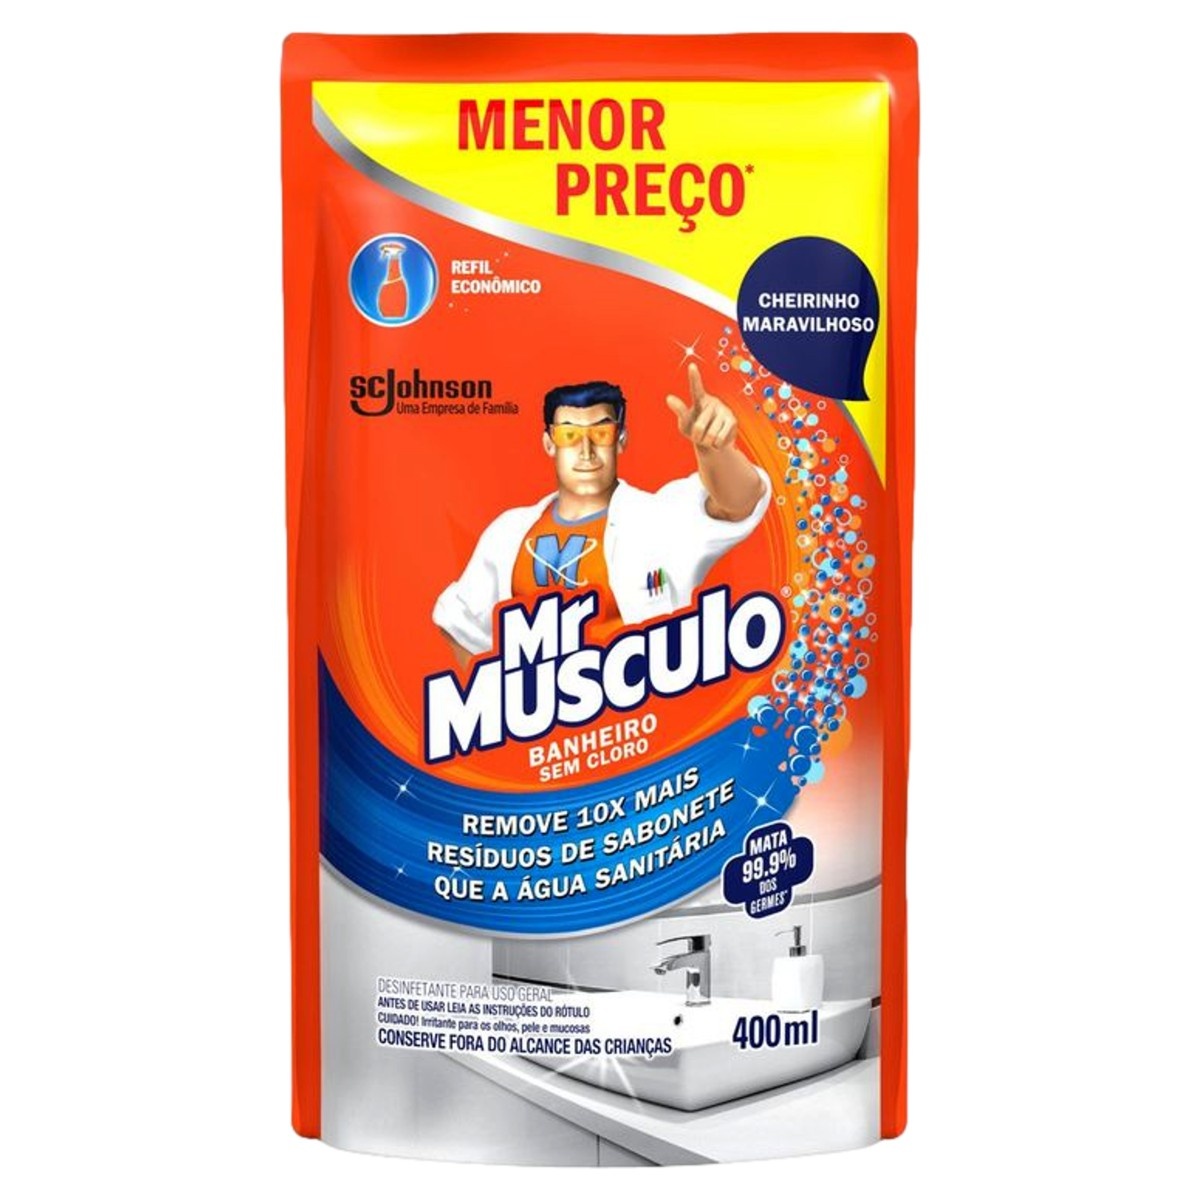 MENOR
PREÇO*
REFIL
ECONÔMICO
CHEIRINHO
MARAVILHOSO
SCJohnson
Uma Empresa de Família
M
Mr
MUSCULO®
BANHEIRO
SEM CLORO
REMOVE 10X MAIS
RESÍDUOS DE SABONETE
QUE A ÁGUA SANITÁRIA
MATA
99.9%
DOS
GERMES*
DESINFETANTE PARA USO GERAL
ANTES DE USAR LEIA AS INSTRUÇÕES DO RÓTULO
CUIDADO! Irritante para os olhos, pele e mucosas
CONSERVE FORA DO ALCANCE DAS CRIANÇAS
400ml